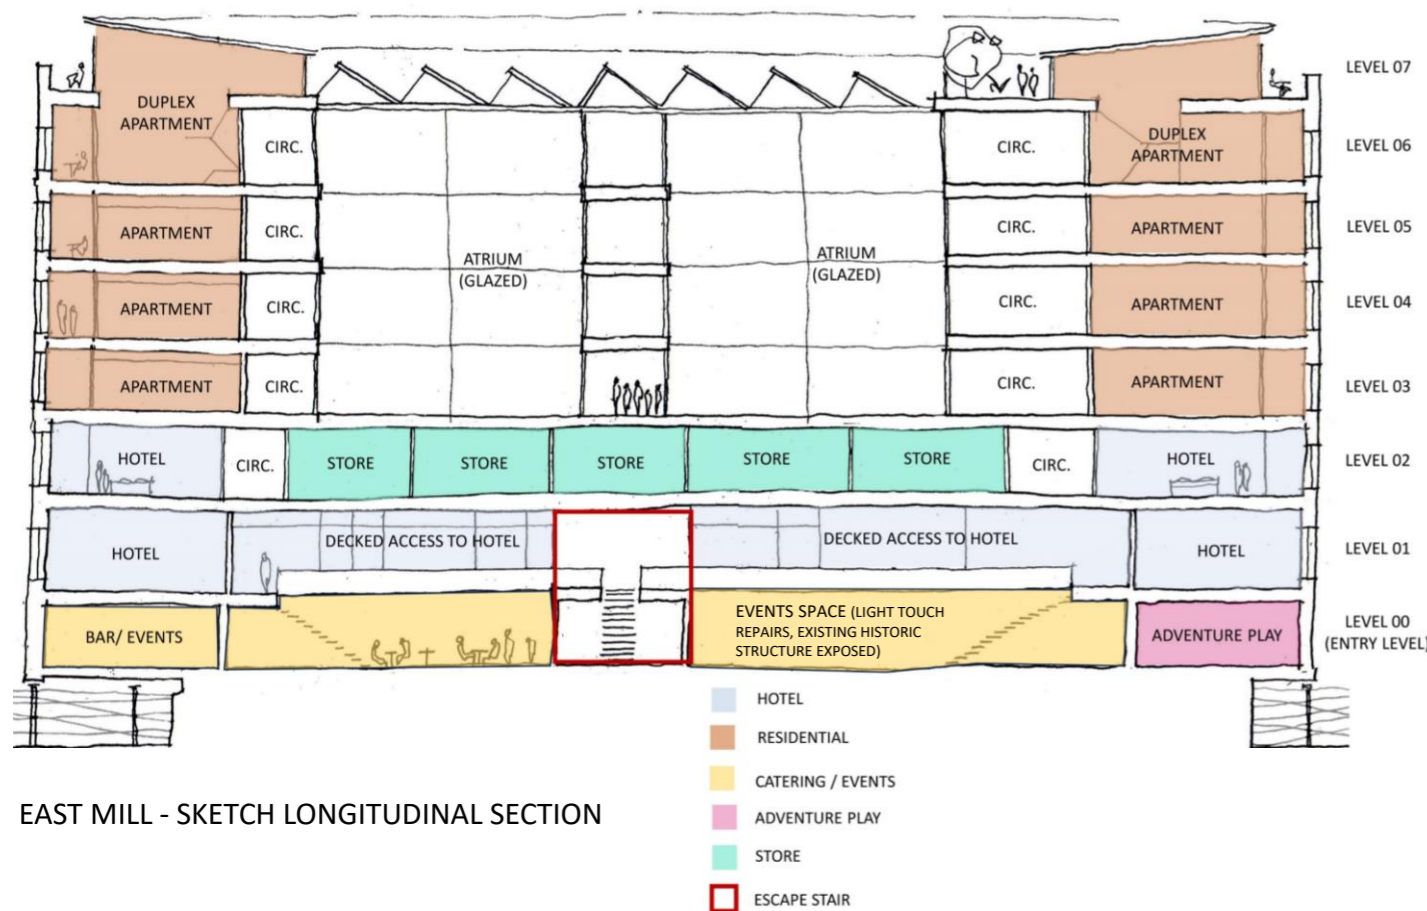 LEVEL 07
DUPLEX
APARTMENT
CIRC.
CIRC.
DUPLEX
APARTMENT
LEVEL 06
APARTMENT
CIRC.
ATRIUM
(GLAZED)
ATRIUM
(GLAZED)
CIRC.
APARTMENT
LEVEL 05
APARTMENT
CIRC.
CIRC.
APARTMENT
LEVEL 04
APARTMENT
CIRC.
CIRC.
APARTMENT
LEVEL 03
HOTEL
CIRC.
STORE
STORE
STORE
STORE
STORE
CIRC.
HOTEL
LEVEL 02
HOTEL
DECKED ACCESS TO HOTEL
DECKED ACCESS TO HOTEL
HOTEL
LEVEL 01
BAR/ EVENTS
EVENTS SPACE (LIGHT TOUCH
REPAIRS, EXISTING HISTORIC
STRUCTURE EXPOSED)
ADVENTURE PLAY
LEVEL 00
(ENTRY LEVEL)
HOTEL
RESIDENTIAL
CATERING / EVENTS
ADVENTURE PLAY
STORE
ESCAPE STAIR
EAST MILL - SKETCH LONGITUDINAL SECTION